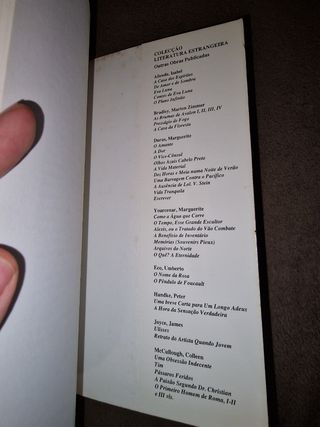 COLECÇÃO
LITERATURA ESTRANGEIRA
Outras Obras Publicadas
Allende, Isabel
A Casa dos Espíritos
De Amor e de Sombra
Eva Luna
Contos de Eva Luna
O Plano Infinito
Bradley, Marion Zimmer
As Brumas de Avalon I, II, III, IV
Presságio de Fogo
A Casa da Floresta
Duras, Marguerite
O Amante
A Dor
O Vice-Cônsul
Olhos Azuis Cabelo Preto
A Vida Material
Dez Horas e Meia numa Noite de Verão
Uma Barragem Contra o Pacífico
A Ausência de Lol. V. Stein
Vida Tranquila
Escrever
Yourcenar, Marguerite
Como a Água que Corre
O Tempo, Esse Grande Escultor
Alexis, ou o Tratado do Vão Combate
A Benefício de Inventário
Memórias (Souvenirs Pieux)
Arquivos do Norte
O Quê? A Eternidade
Eco, Umberto
O Nome da Rosa
O Pêndulo de Foucault
Handke, Peter
Uma breve Carta para Um Longo Adeus
A Hora da Sensação Verdadeira
Joyce, James
Ulisses
Retrato do Artista Quando Jovem
McCullough, Colleen
Uma Obsessão Indecente
Tim
Pássaros Feridos
A Paixão Segundo Dr. Christian
O Primeiro Homem de Roma, I-II
e III vls.